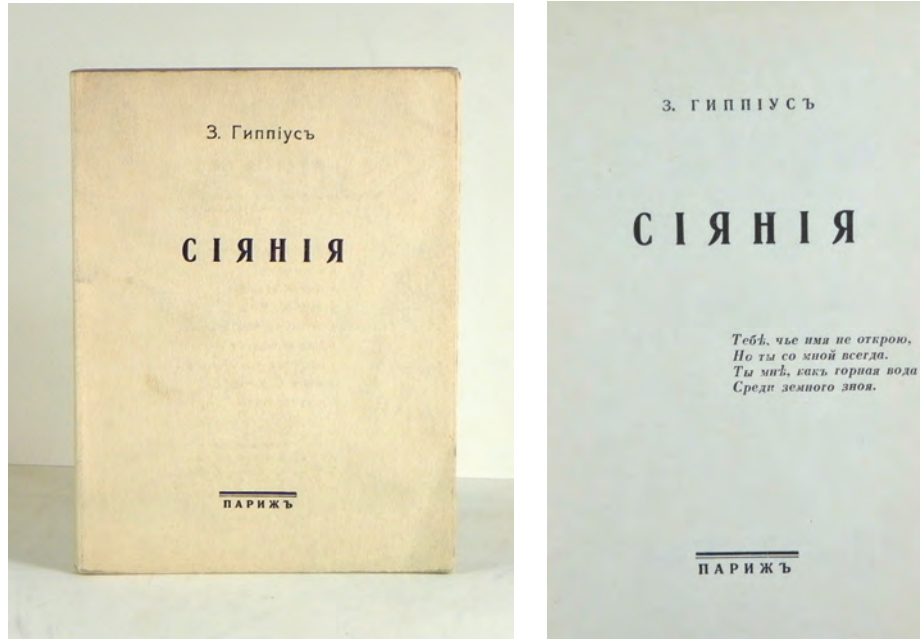 З. Гиппіусъ
СІЯНІЯ
ПАРИЖЪ
З. ГИППІУСЪ
СІЯНІЯ
Тебѣ, чье имя не открою,
Но ты со мной всегда.
Ты мнѣ, какъ горная вода
Среди земного зноя.
ПАРИЖЪ